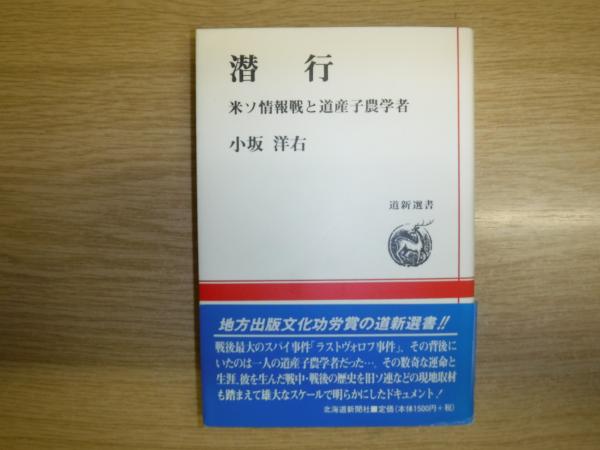 潜 行
米ソ情報戦と道産子農学者
小坂 洋右
道新選書
地方出版文化功労賞の道新選書!!
戦後最大のスパイ事件「ラストヴォロフ事件」。その背後に
いたのは一人の道産子農学者だった…。その数奇な運命と
生涯、彼を生んだ戦中・戦後の歴史を旧ソ連などの現地取材
も踏まえて雄大なスケールで明らかにしたドキュメント!
北海道新聞社■定価(本体1500円+税)